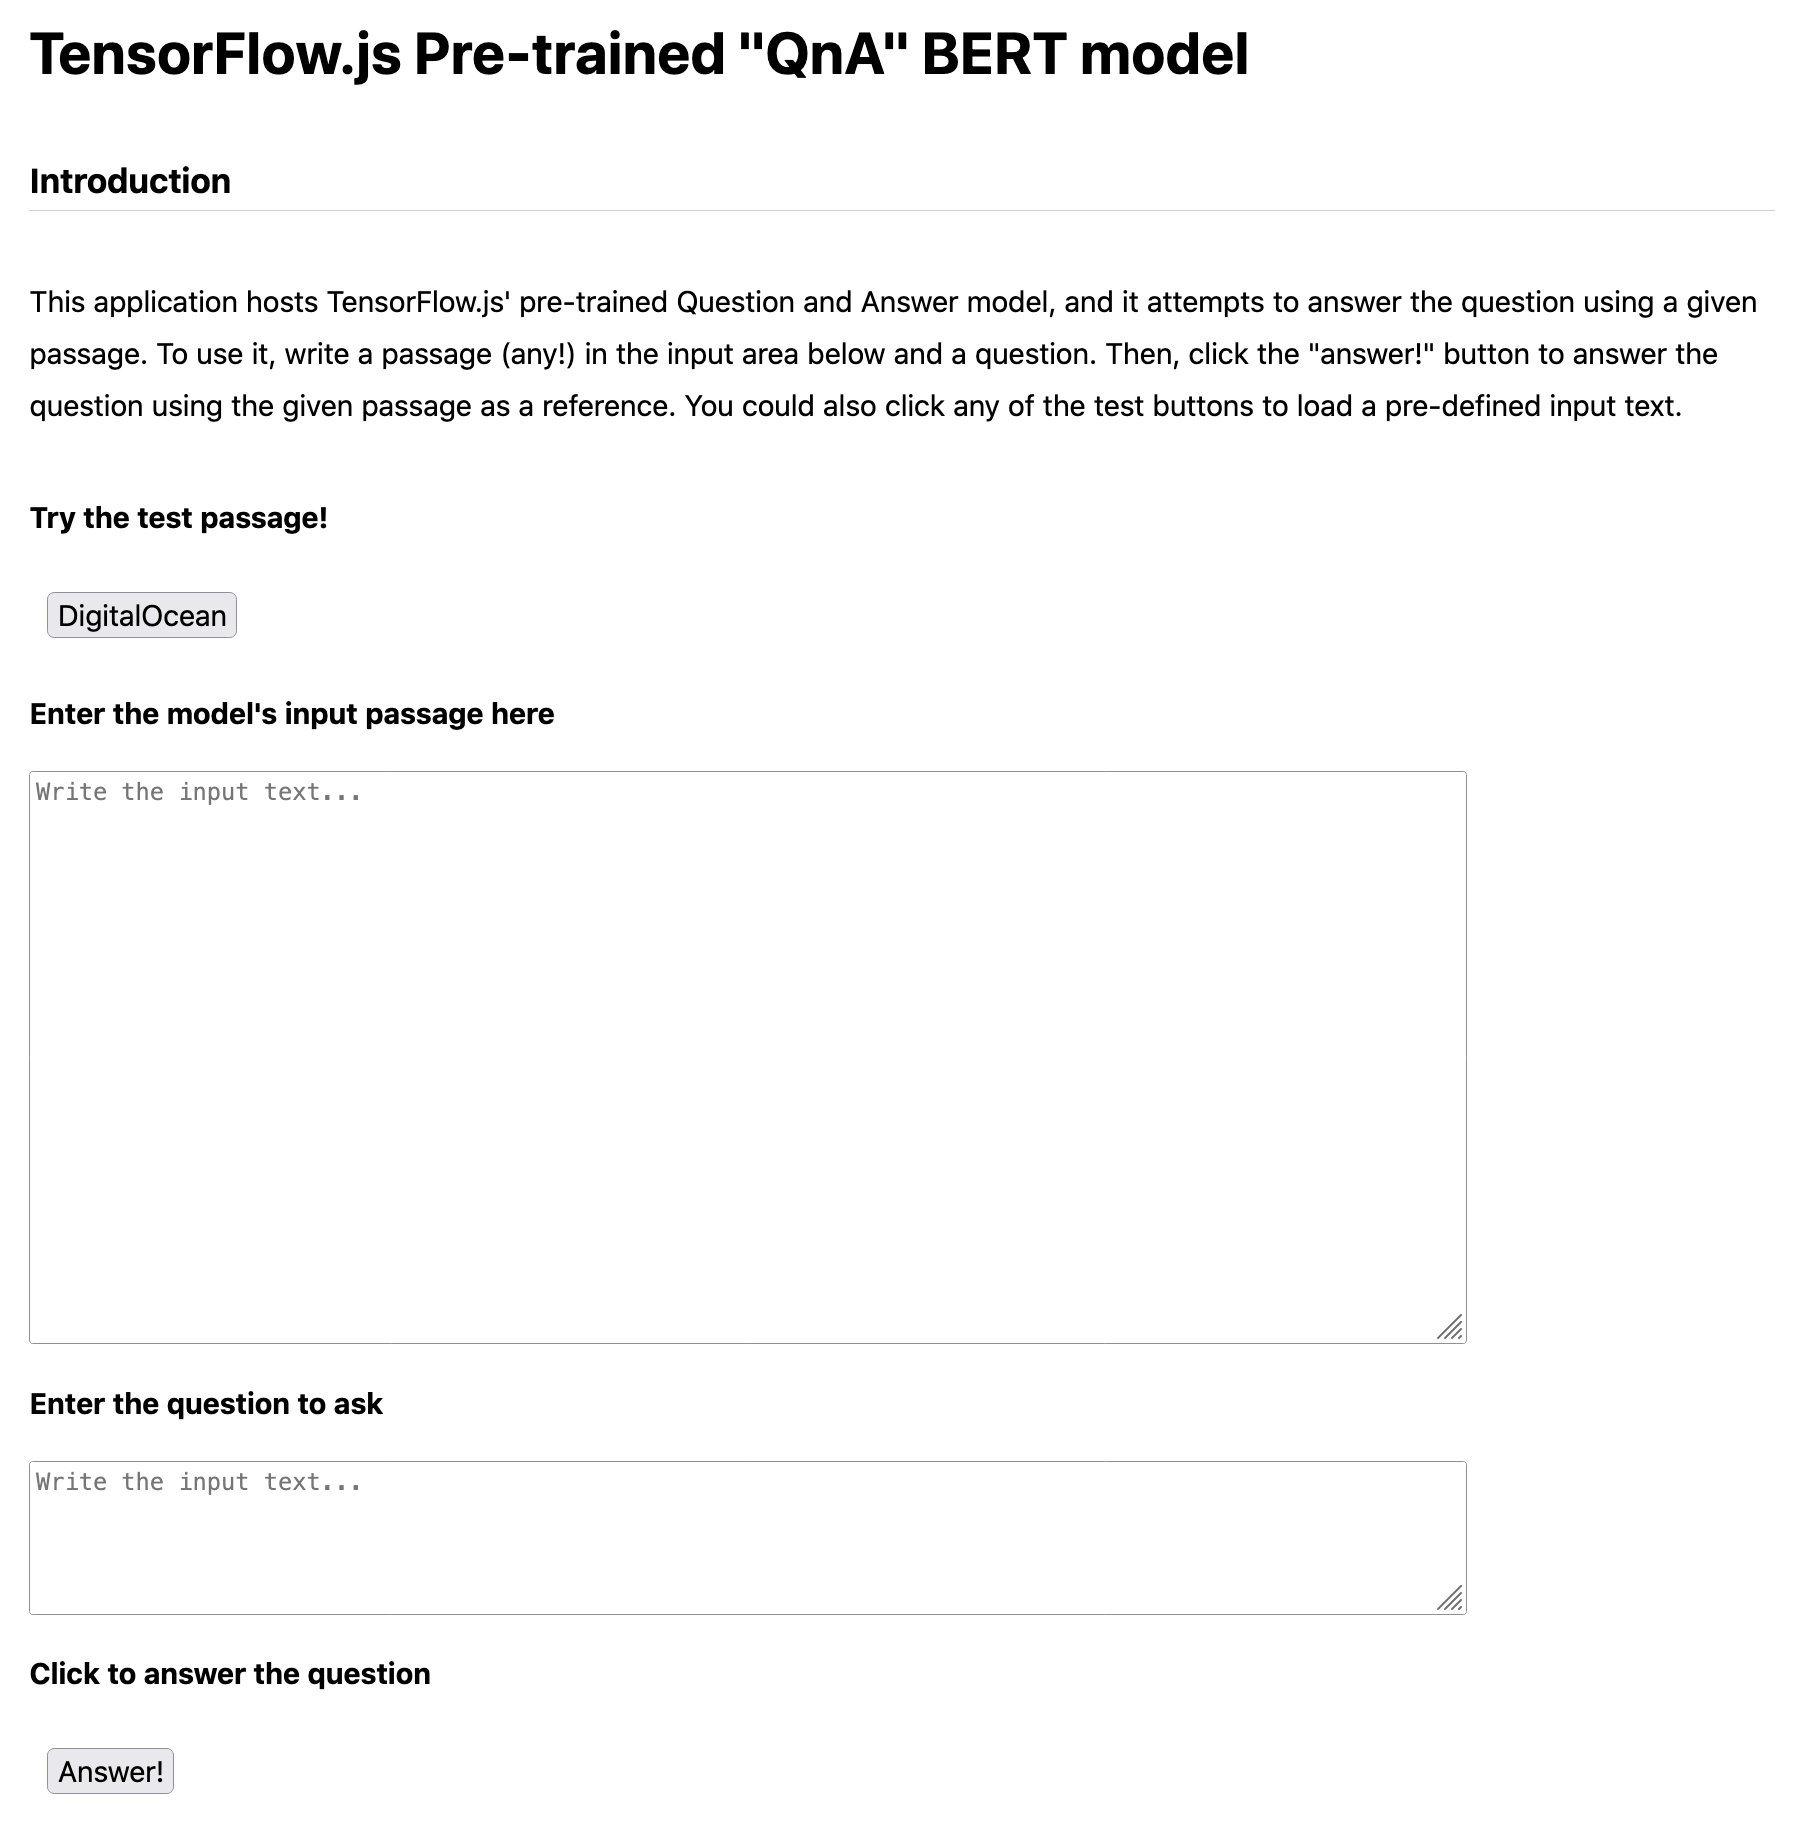 TensorFlow.js Pre-trained "QnA" BERT model
Introduction
This application hosts TensorFlow.js' pre-trained Question and Answer model, and it attempts to answer the question using a given
passage. To use it, write a passage (any!) in the input area below and a question. Then, click the "answer!" button to answer the
question using the given passage as a reference. You could also click any of the test buttons to load a pre-defined input text.
Try the test passage!
DigitalOcean
Enter the model's input passage here
Write the input text...
Enter the question to ask
Write the input text...
Click to answer the question
Answer!